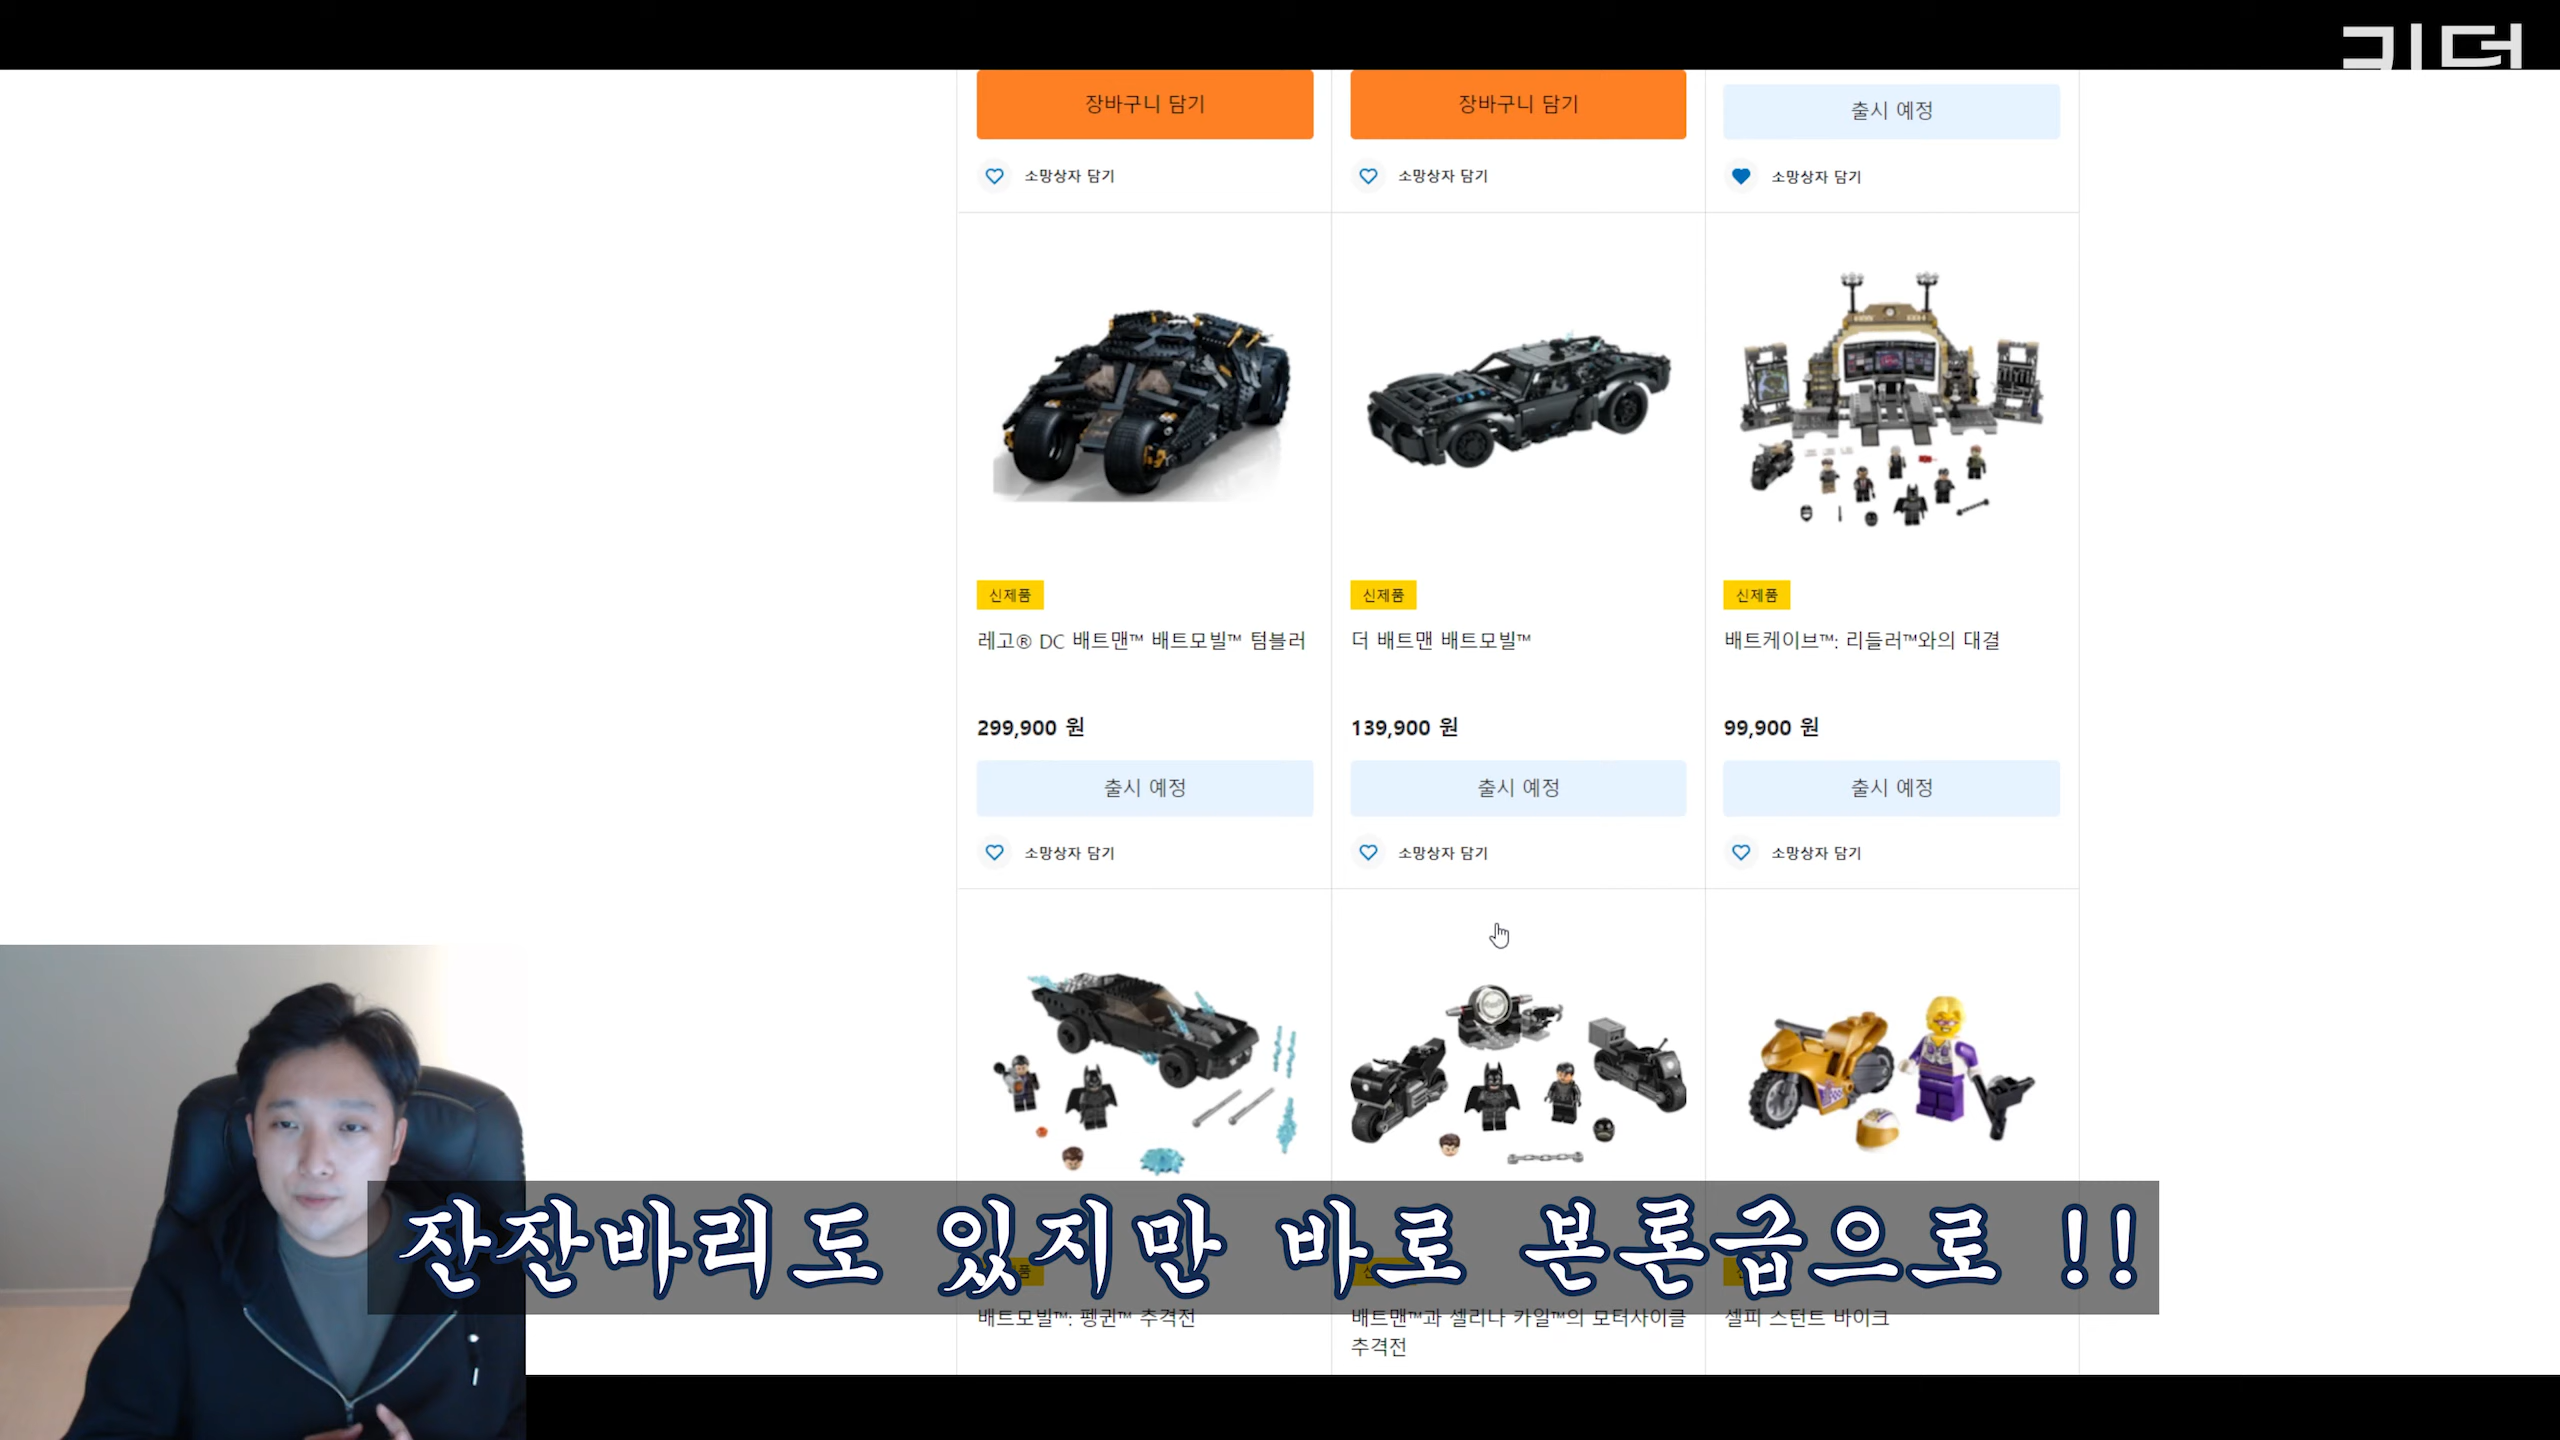 키덜
장바구니 담기
장바구니 담기
출시 예정
소망상자 담기
소망상자 담기
소망상자 담기
신제품
신제품
신제품
레고® DC 배트맨™ 배트모빌™ 텀블러
더 배트맨 배트모빌™
배트케이브™: 리들러™와의 대결
299,900 원
139,900 원
99,900 원
출시 예정
출시 예정
출시 예정
소망상자 담기
소망상자 담기
소망상자 담기
잔잔바리도 있지만 바로 본론급으로 !!
배트모빌™: 펭귄™ 추격전
배트맨™과 셀리나 카일™의 모터사이클
추격전
셀피 스턴트 바이크